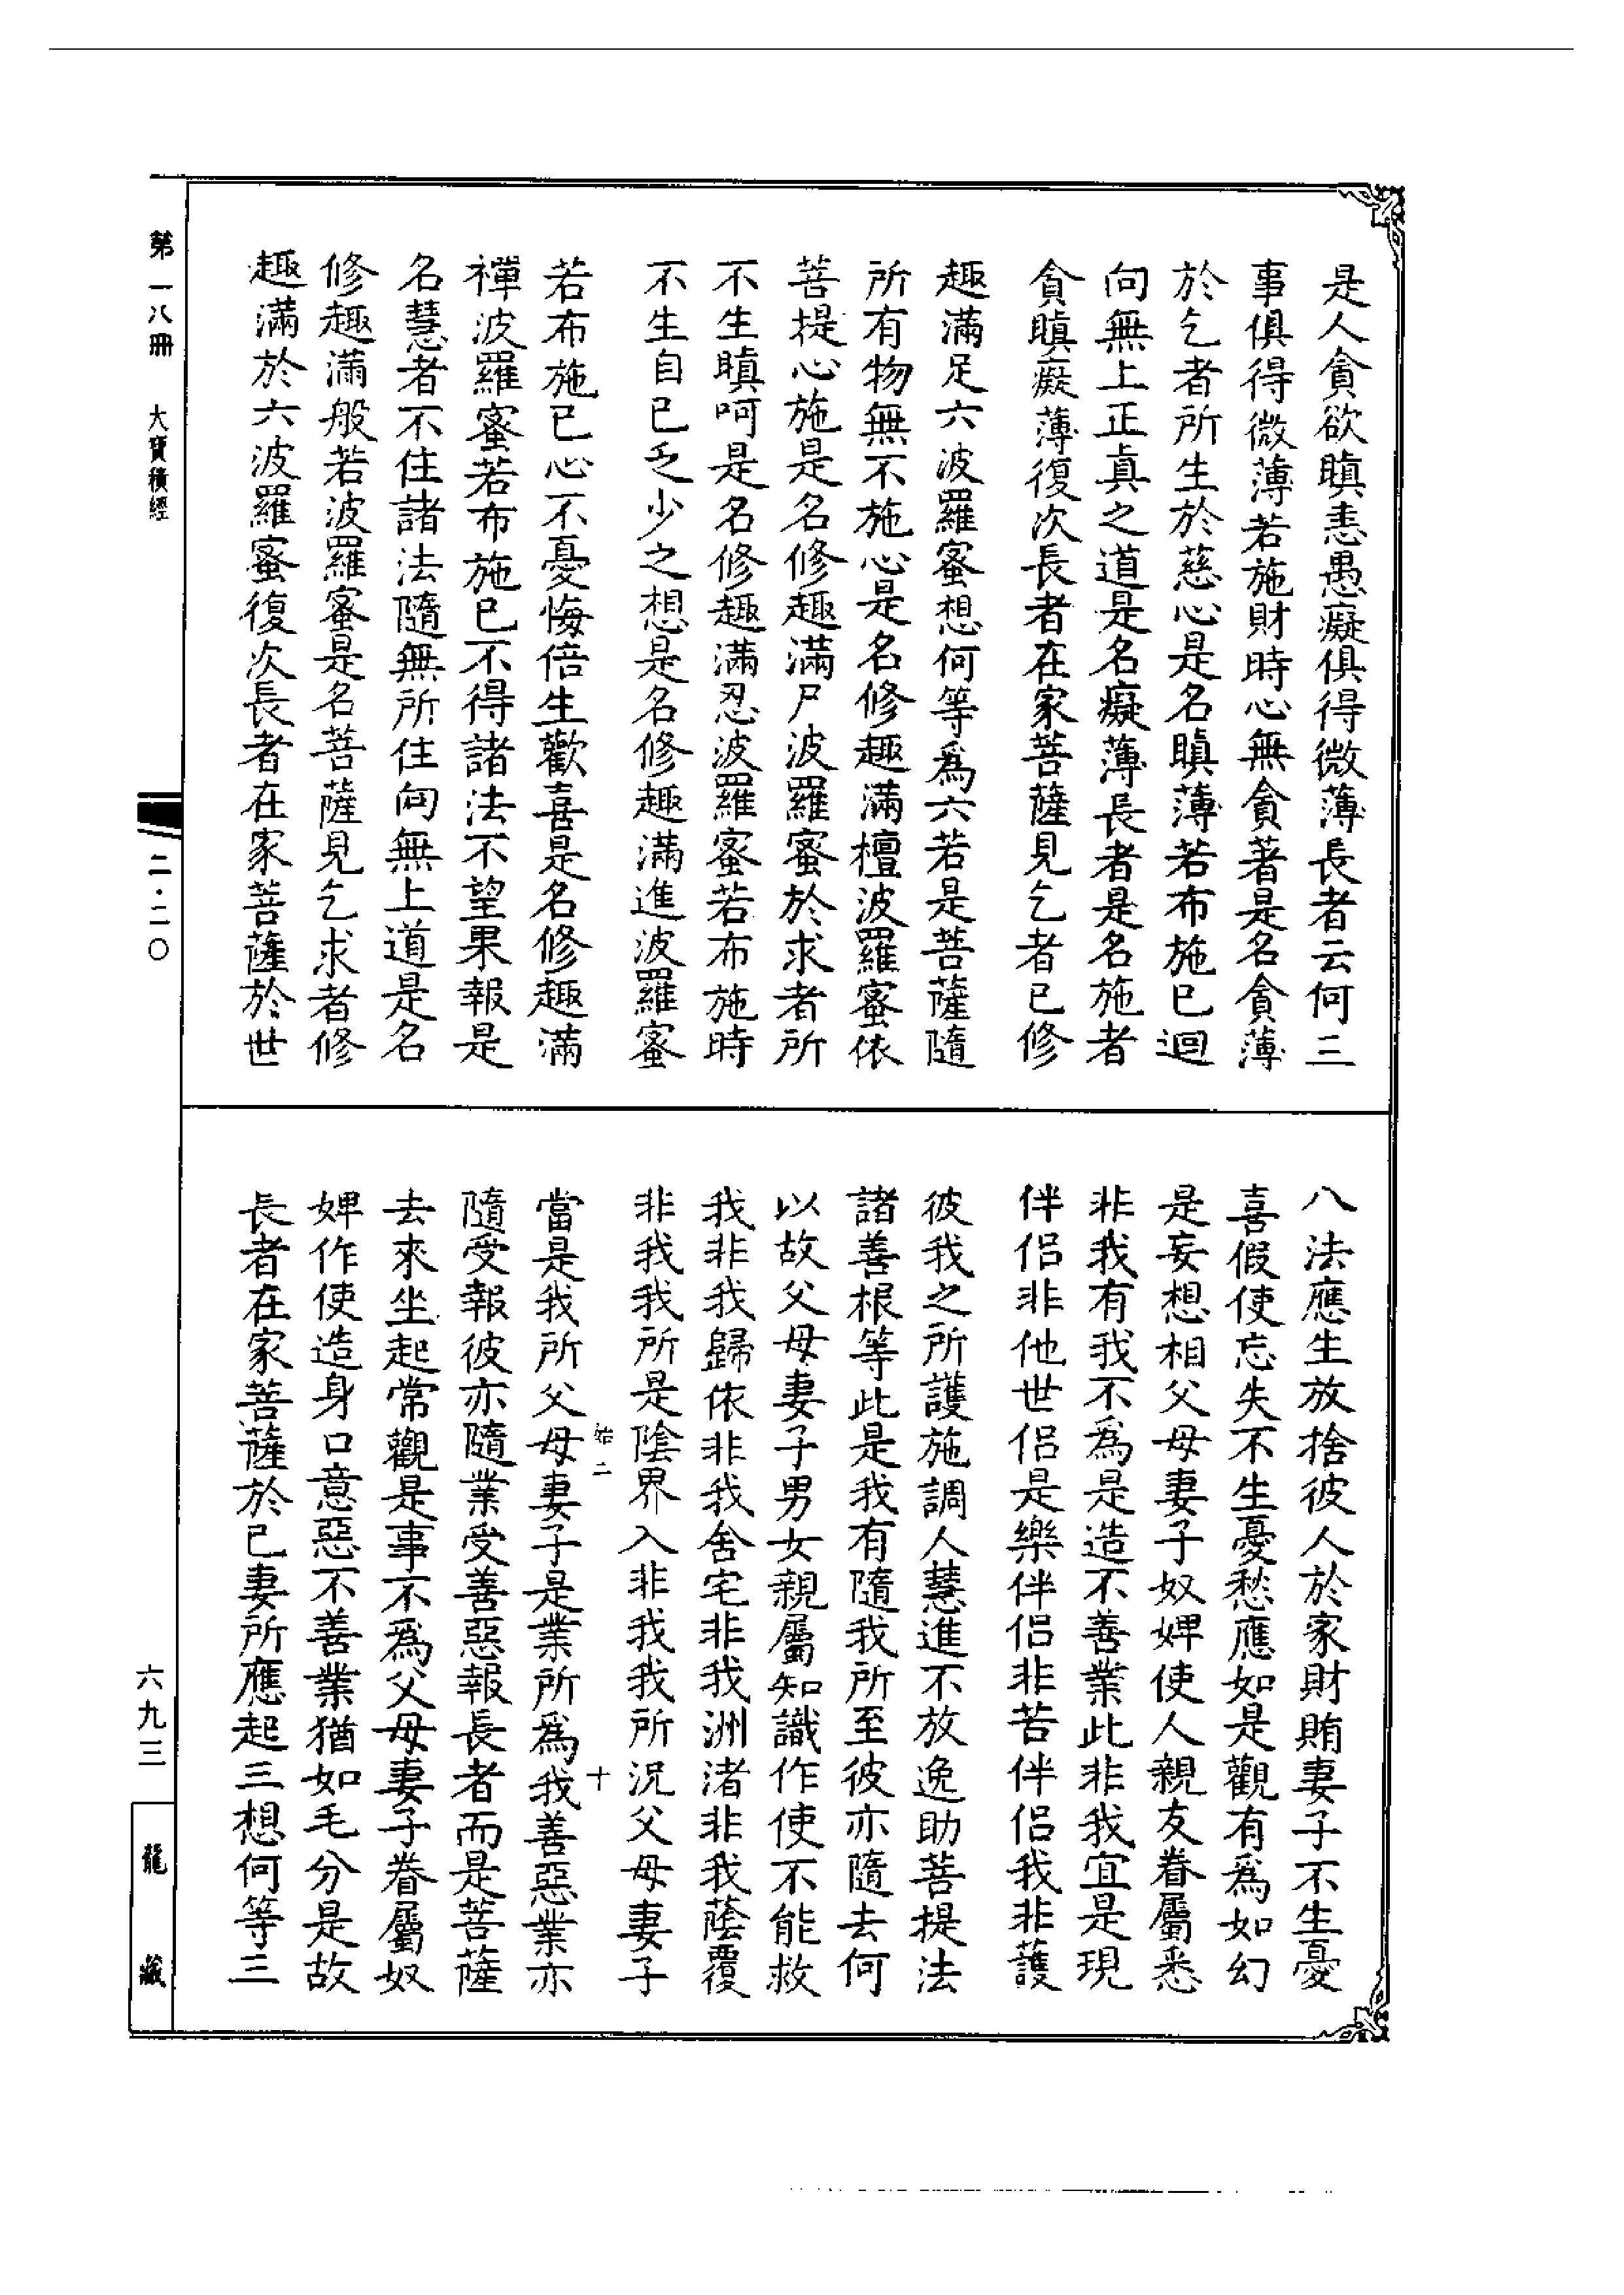 是人貪欲瞋恚愚癡俱得微薄長者云何三
事俱得微薄若施財時心無貪著是名貪薄
於乞者所生於慈心是名瞋薄若布施已迴
向無上正真之道是名癡薄長者是名施者
貪瞋癡薄復次長者在家菩薩見乞者已修
趣滿足六波羅蜜想何等為六若是菩薩隨
所有物無不施心是名修趣滿檀波羅蜜依
菩提心施是名修趣滿尸波羅蜜於求者所
不生瞋呵是名修趣滿忍波羅蜜若布施時
不生自己乏少之想是名修趣滿進波羅蜜
若布施已心不憂悔倍生歡喜是名修趣滿
禪波羅蜜若布施已不得諸法不望果報是
名慧者不住諸法隨無所住向無上道是名
修趣滿般若波羅蜜是名菩薩見乞求者修
趣滿於六波羅蜜復次長者在家菩薩於世
八法應生放捨彼人於家財賄妻子不生憂
喜假使忘失不生憂愁應如是觀有為如幻
是妄想相父母妻子奴婢使人親友眷屬悉
非我有我不為是造不善業此非我宜是現
伴侶非他世侶是樂伴侶非苦伴侶我非護
彼我之所護施調人慧進不放逸助菩提法
諸善根等此是我有隨我所至彼亦隨去何
以故父母妻子男女親屬知識作使不能救
我非我歸依非我舍宅非我洲渚非我蔭覆
非我我所是陰界入非我我所況父母妻子
始二 十
當是我所父母妻子是業所為我善惡業亦
隨受報彼亦隨業受善惡報長者而是菩薩
去來坐起常觀是事不為父母妻子眷屬奴
婢作使造身口意惡不善業猶如毛分是故
長者在家菩薩於己妻所應起三想何等三
第一八冊 大寶積經
二·二〇
六九三
龍藏